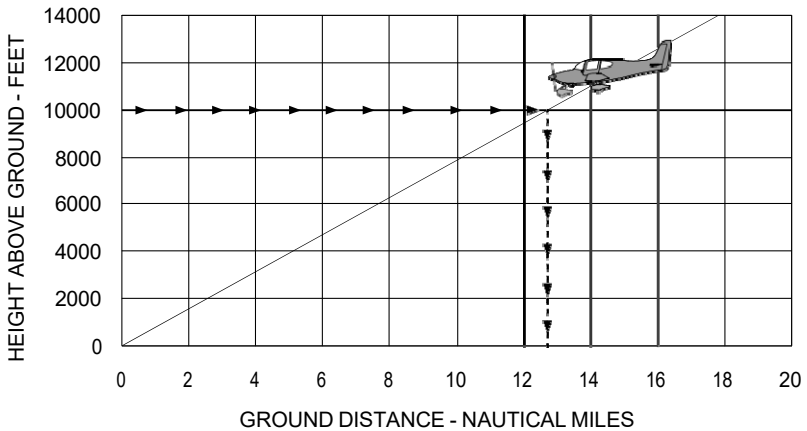 HEIGHT ABOVE GROUND - FEET
14000
12000
10000
8000
6000
4000
2000
0
0 2 4 6 8 10 12 14 16 18 20
GROUND DISTANCE - NAUTICAL MILES